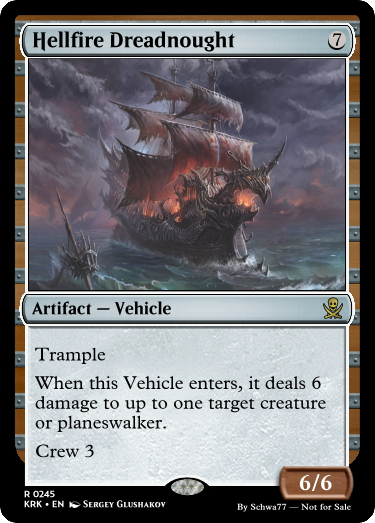 Hellfire Dreadnought 7
Artifact — Vehicle
Trample
When this Vehicle enters, it deals 6
damage to up to one target creature
or planeswalker.
Crew 3
6/6
R 0245
KRK • EN Sergey Glushakov
By Schwa77 — Not for Sale